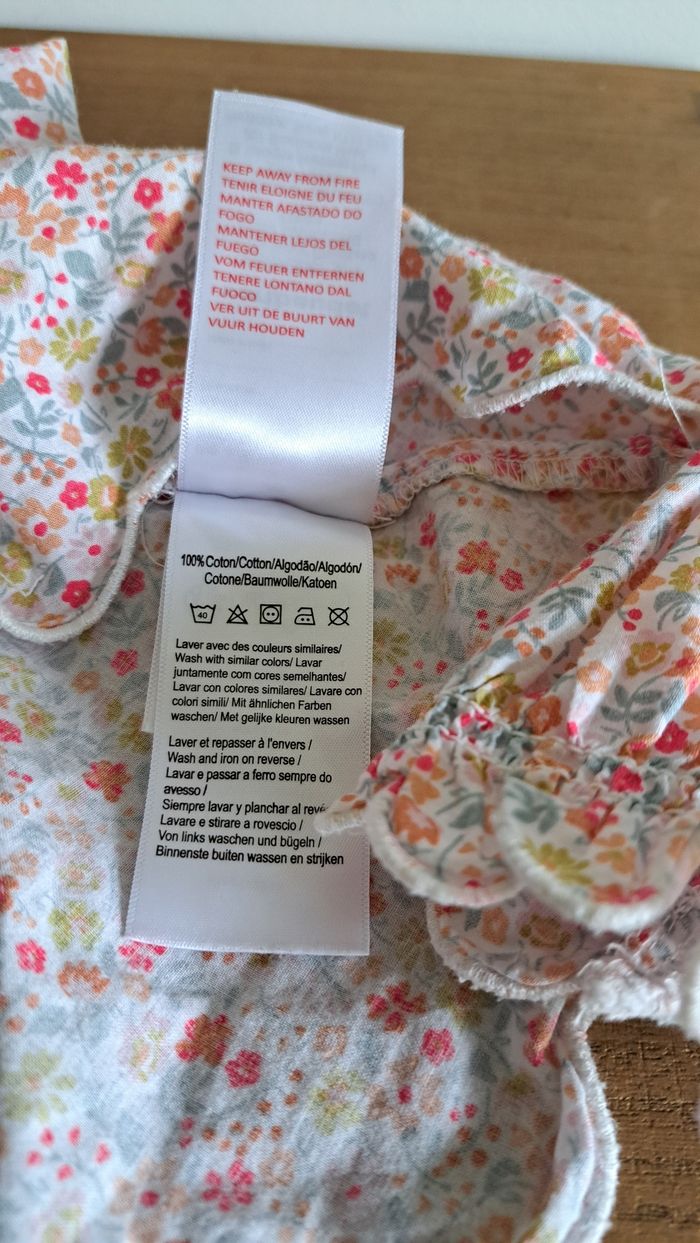 KEEP AWAY FROM FIRE
TENIR ELOIGNE DU FEU
MANTER AFASTADO DO
FOGO
MANTENER LEJOS DEL
FUEGO
VOM FEUER ENTFERNEN
TENERE LONTANO DAL
FUOCO
VER UIT DE BUURT VAN
VUUR HOUDEN
100% Coton/Cotton/Algodão/Algodón/
Cotone/Baumwolle/Katoen
40
Laver avec des couleurs similaires/
Wash with similar colors/ Lavar
juntamente com cores semelhantes/
Lavar con colores similares/ Lavare con
colori simili/ Mit ähnlichen Farben
waschen/ Met gelijke kleuren wassen
Laver et repasser à l'envers /
Wash and iron on reverse /
Lavar e passar a ferro sempre do
avesso /
Siempre lavar y planchar al
Lavare e stirare a rovescio /
Von links waschen und bügeln /
Binnenste buiten wassen en strijken